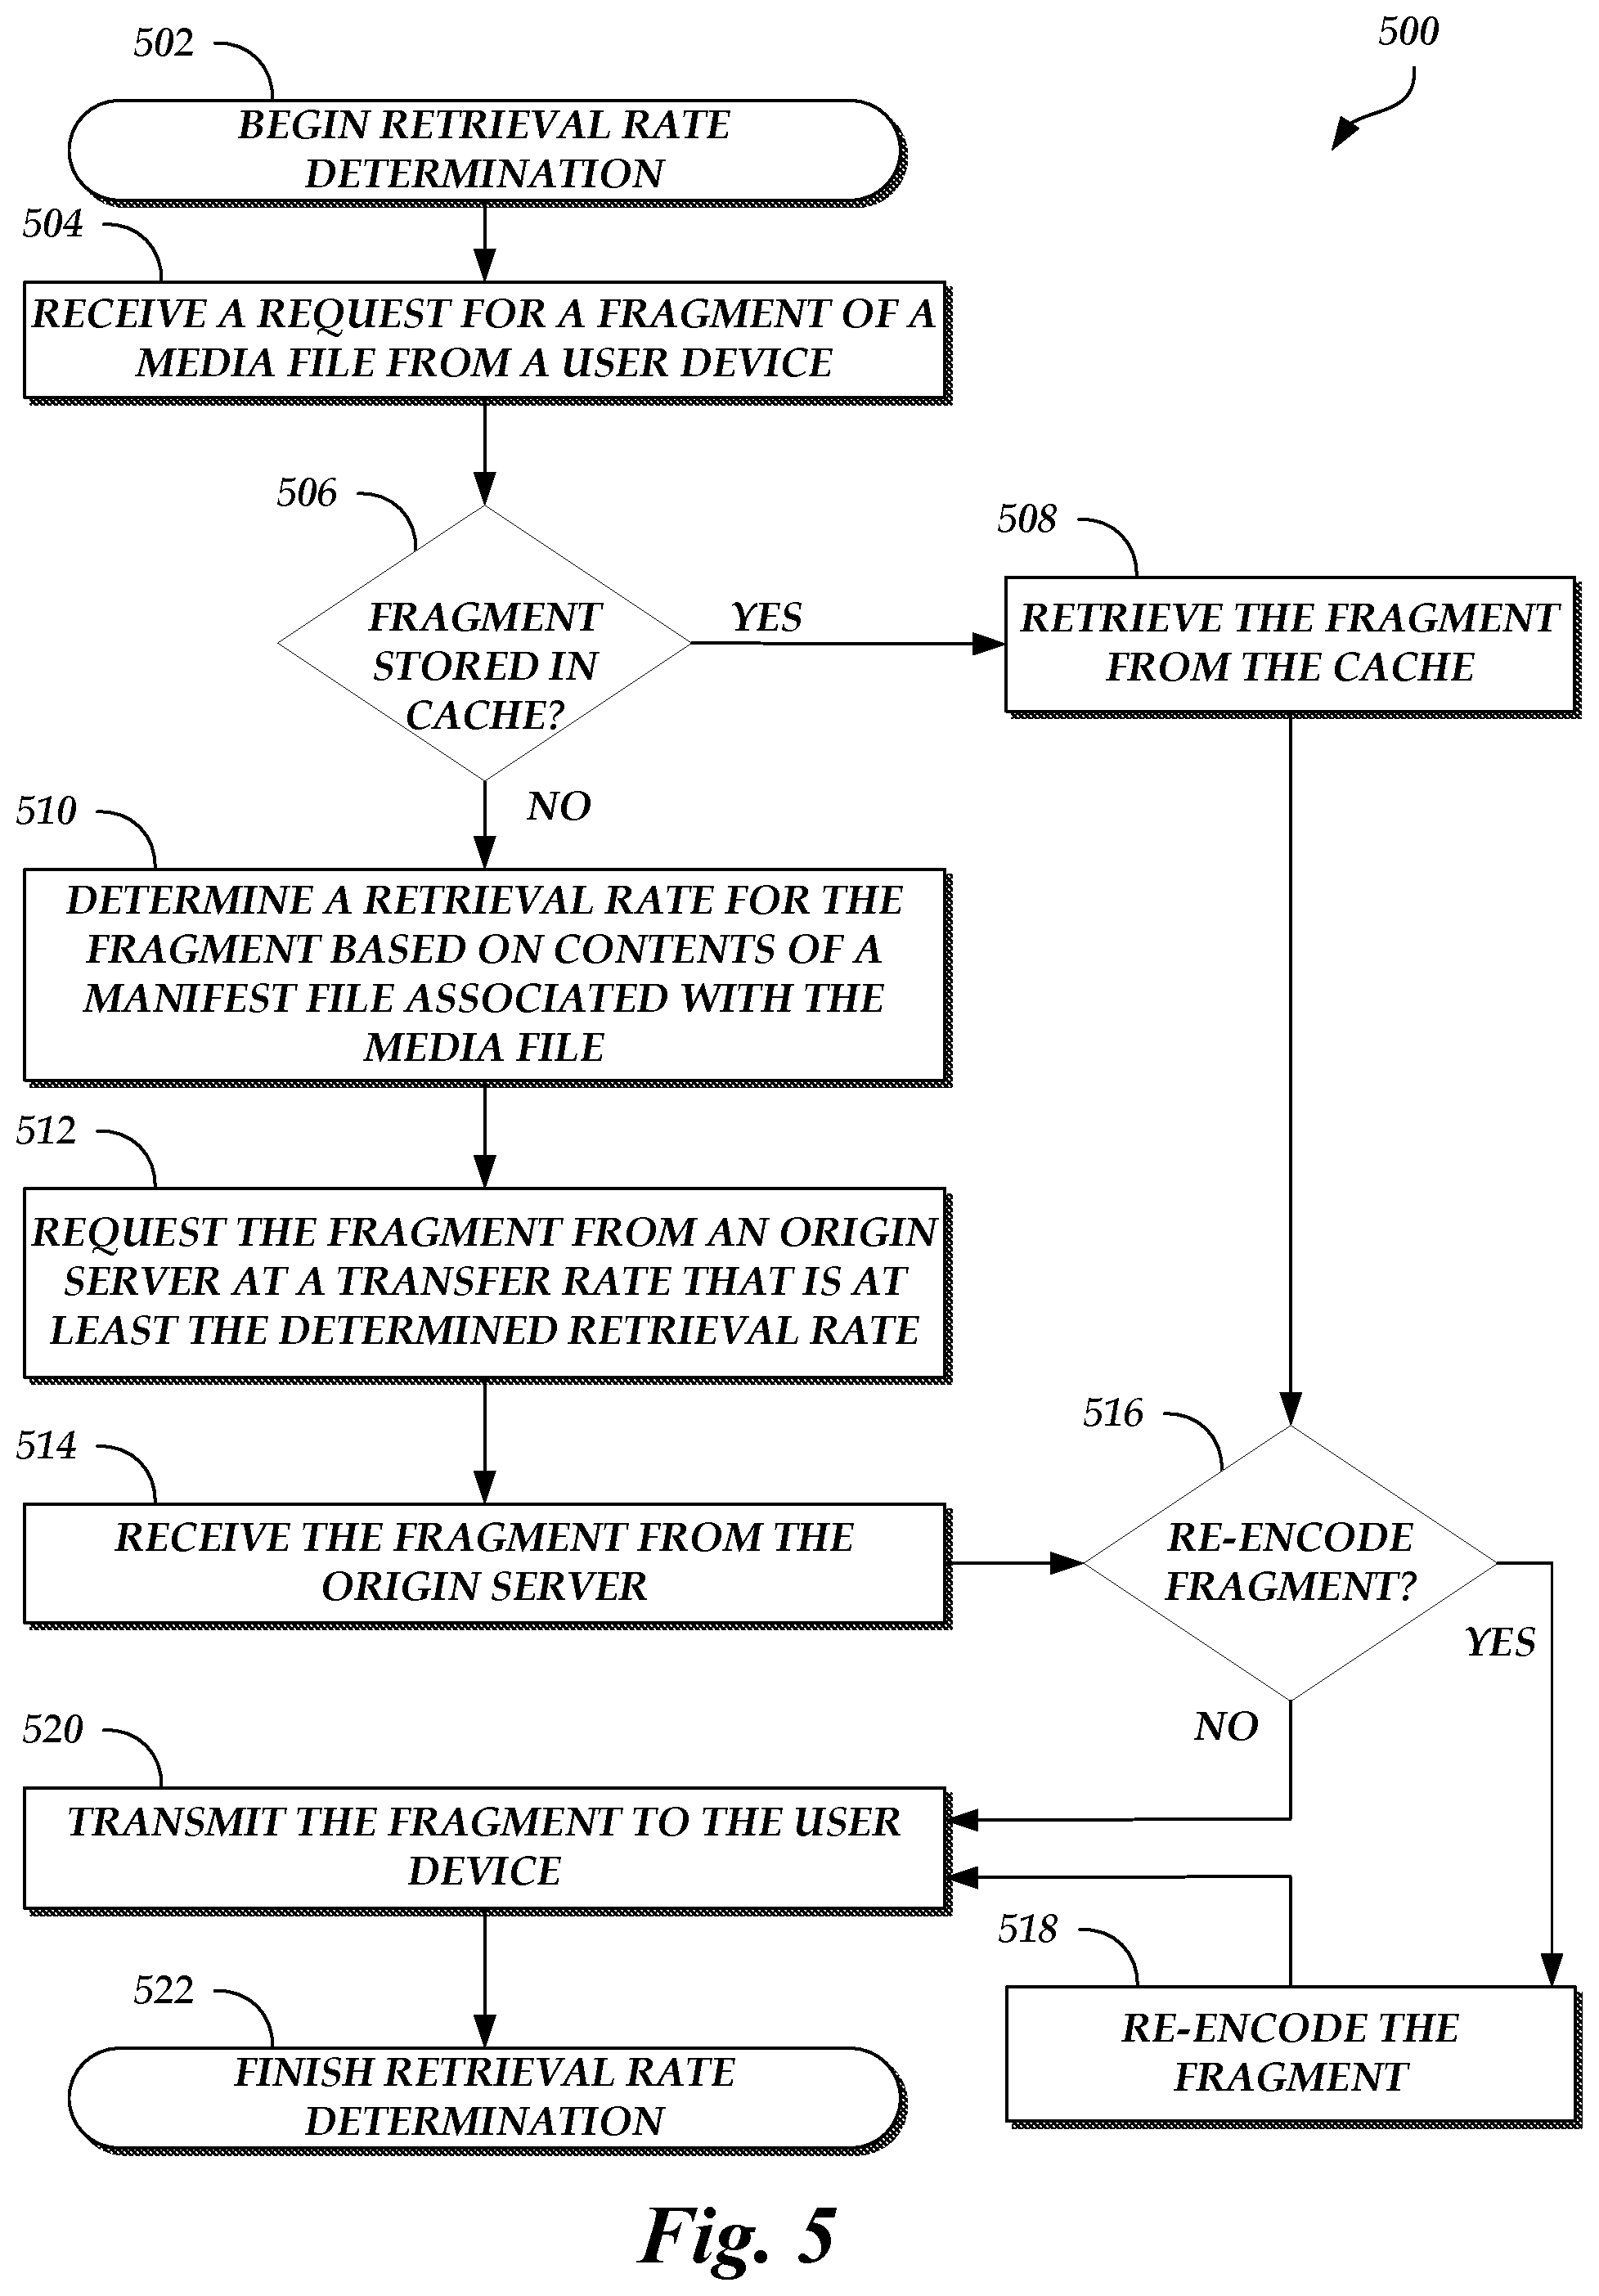 502
500
BEGIN RETRIEVAL RATE
DETERMINATION
504
RECEIVE A REQUEST FOR A FRAGMENT OF A
MEDIA FILE FROM A USER DEVICE
506
FRAGMENT
STORED IN
CACHE?
YES
508
RETRIEVE THE FRAGMENT
FROM THE CACHE
NO
510
DETERMINE A RETRIEVAL RATE FOR THE
FRAGMENT BASED ON CONTENTS OF A
MANIFEST FILE ASSOCIATED WITH THE
MEDIA FILE
512
REQUEST THE FRAGMENT FROM AN ORIGIN
SERVER AT A TRANSFER RATE THAT IS AT
LEAST THE DETERMINED RETRIEVAL RATE
514
RECEIVE THE FRAGMENT FROM THE
ORIGIN SERVER
516
RE-ENCODE
FRAGMENT?
YES
NO
520
TRANSMIT THE FRAGMENT TO THE USER
DEVICE
518
RE-ENCODE THE
FRAGMENT
522
FINISH RETRIEVAL RATE
DETERMINATION
Fig. 5